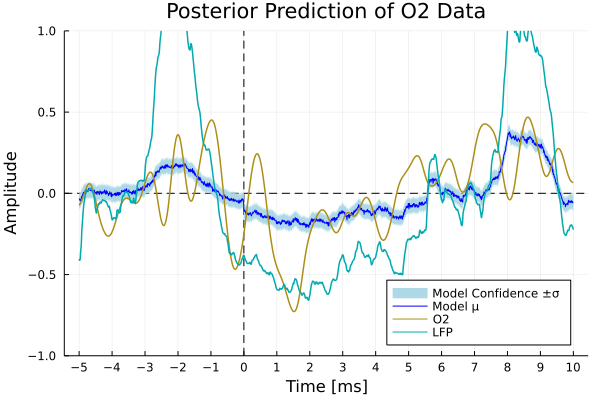 Posterior Prediction of O2 Data
Amplitude
1.0
0.5
0.0
−0.5
−1.0
Model Confidence ±σ
Model μ
O2
LFP
−5 −4 −3 −2 −1 0 1 2 3 4 5 6 7 8 9 10
Time [ms]